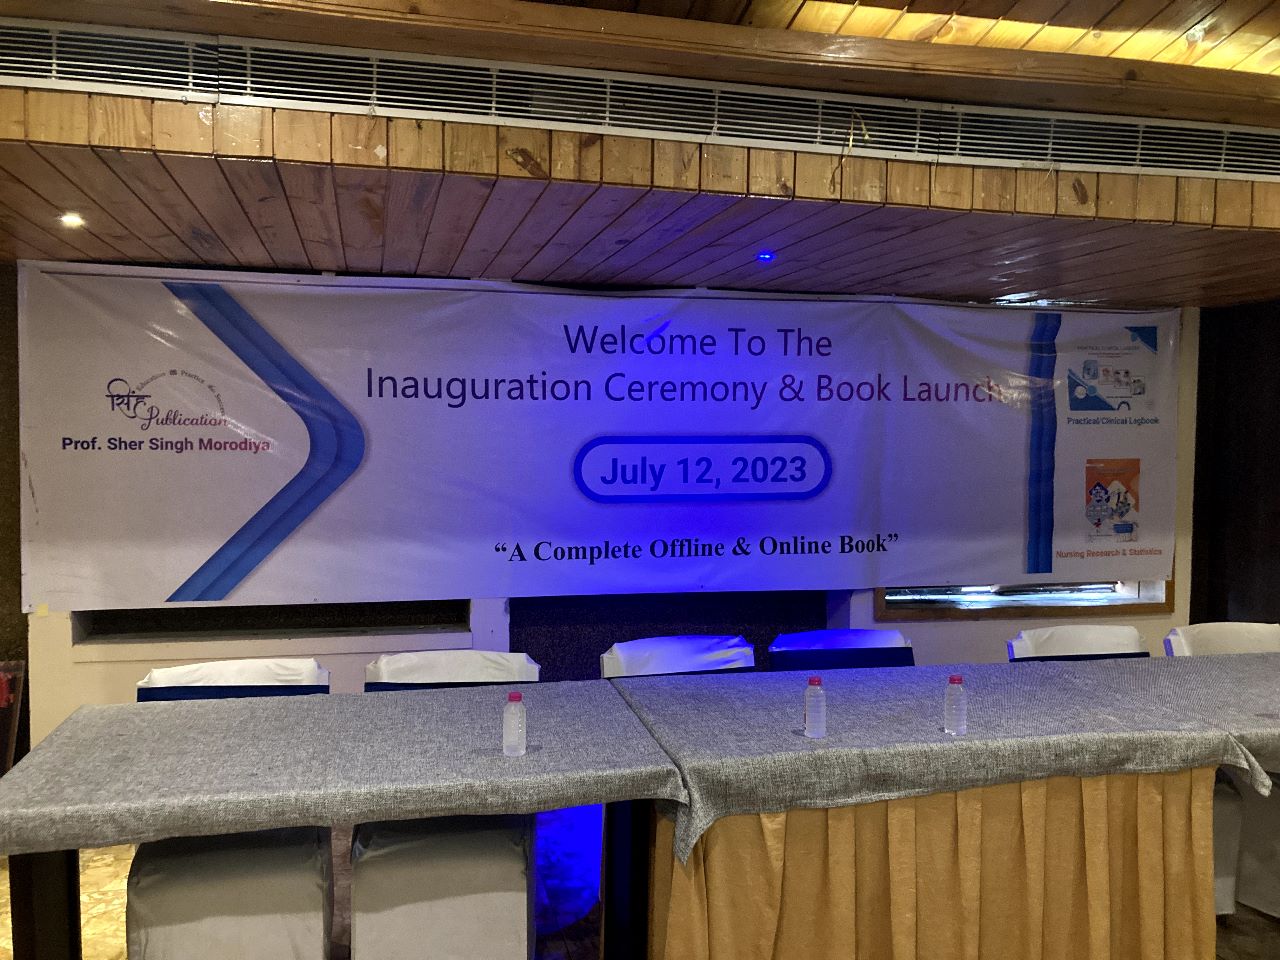 Welcome To The
Inauguration Ceremony & Book Launch
July 12, 2023
“A Complete Offline & Online Book”
सिंह
Publication
Prof. Sher Singh Morodiya
Practical/Clinical Logbook
Nursing Research & Statistics